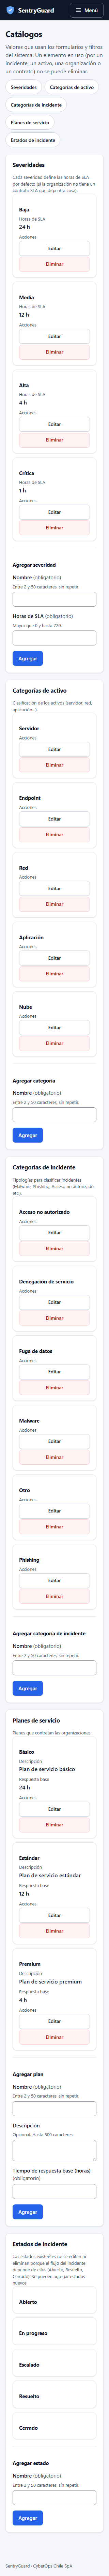 SentryGuard
Menú
Catálogos
Valores que usan los formularios y filtros del
sistema. Un elemento en uso (por un
incidente, un activo, una organización o
un contrato) no se puede eliminar.
Severidades
Categorías de activo
Categorías de incidente
Planes de servicio
Estados de incidente
Severidades
Cada severidad define las horas de SLA
por defecto (si la organización no tiene un
contrato SLA que diga otra cosa).
Baja
Horas de SLA
24 h
Acciones
Editar
Eliminar
Media
Horas de SLA
12 h
Acciones
Editar
Eliminar
Alta
Horas de SLA
4 h
Acciones
Editar
Eliminar
Crítica
Horas de SLA
1 h
Acciones
Editar
Eliminar
Agregar severidad
Nombre (obligatorio)
Entre 2 y 50 caracteres, sin repetir.
Horas de SLA (obligatorio)
Mayor que 0 y hasta 720.
Agregar
Categorías de activo
Clasificación de los activos (servidor, red,
aplicación…).
Servidor
Acciones
Editar
Eliminar
Endpoint
Acciones
Editar
Eliminar
Red
Acciones
Editar
Eliminar
Aplicación
Acciones
Editar
Eliminar
Nube
Acciones
Editar
Eliminar
Agregar categoría
Nombre (obligatorio)
Entre 2 y 50 caracteres, sin repetir.
Agregar
Categorías de incidente
Tipologías para clasificar incidentes
(Malware, Phishing, Acceso no Autorizado,
etc.).
Acceso no autorizado
Acciones
Editar
Eliminar
Denegación de servicio
Acciones
Editar
Eliminar
Fuga de datos
Acciones
Editar
Eliminar
Malware
Acciones
Editar
Eliminar
Otro
Acciones
Editar
Eliminar
Phishing
Acciones
Editar
Eliminar
Agregar categoría de incidente
Nombre (obligatorio)
Entre 2 y 50 caracteres, sin repetir.
Agregar
Planes de servicio
Planes que contratan las organizaciones.
Básico
Descripción
Plan de servicio básico
Respuesta base
24 h
Acciones
Editar
Eliminar
Estándar
Descripción
Plan de servicio estándar
Respuesta base
12 h
Acciones
Editar
Eliminar
Premium
Descripción
Plan de servicio premium
Respuesta base
4 h
Acciones
Editar
Eliminar
Agregar plan
Nombre (obligatorio)
Entre 2 y 50 caracteres, sin repetir.
Descripción
Opcional. Hasta 500 caracteres.
Tiempo de respuesta base (horas)
(obligatorio)
Agregar
Estados de incidente
Los estados existentes no se editan ni
eliminan porque el flujo del incidente
depende de ellos (Abierto, Resuelto,
Cerrado). Se pueden agregar estados
nuevos.
Abierto
En progreso
Escalado
Resuelto
Cerrado
Agregar estado
Nombre (obligatorio)
Entre 2 y 50 caracteres, sin repetir.
Agregar
SentryGuard · CyberOps Chile SpA